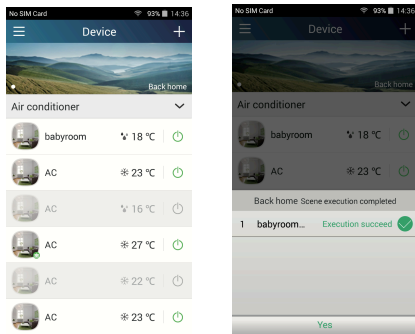 No SIM Card 93% 14:36
Device
Back home
Air conditioner
babyroom 18 ℃
AC 23 ℃
AC 16 ℃
AC 27 ℃
AC 22 ℃
AC 23 ℃
No SIM Card 93% 14:36
Device
Back home
Air conditioner
babyroom 18 ℃
AC 23 ℃
Back home Scene execution completed
1 babyroom... Execution succeed
Yes